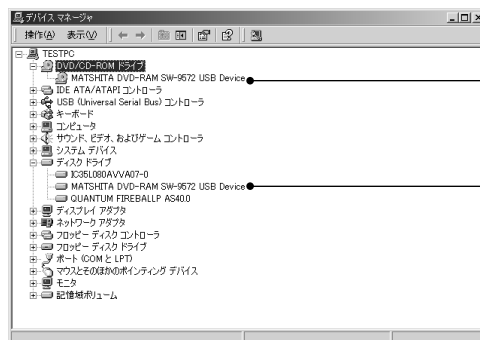 デバイス マネージャ
操作(A) 表示(V)
TESTPC
DVD/CD-ROM ドライブ
MATSHITA DVD-RAM SW-9572 USB Device
IDE ATA/ATAPI コントローラ
USB (Universal Serial Bus) コントローラ
キーボード
コンピュータ
サウンド、ビデオ、およびゲーム コントローラ
システム デバイス
ディスク ドライブ
IC35L080AVVA07-0
MATSHITA DVD-RAM SW-9572 USB Device
QUANTUM FIREBALLP AS40.0
ディスプレイ アダプタ
ネットワーク アダプタ
フロッピー ディスク コントローラ
フロッピー ディスク ドライブ
ポート (COM と LPT)
マウスとそのほかのポインティング デバイス
モニタ
記憶域ボリューム